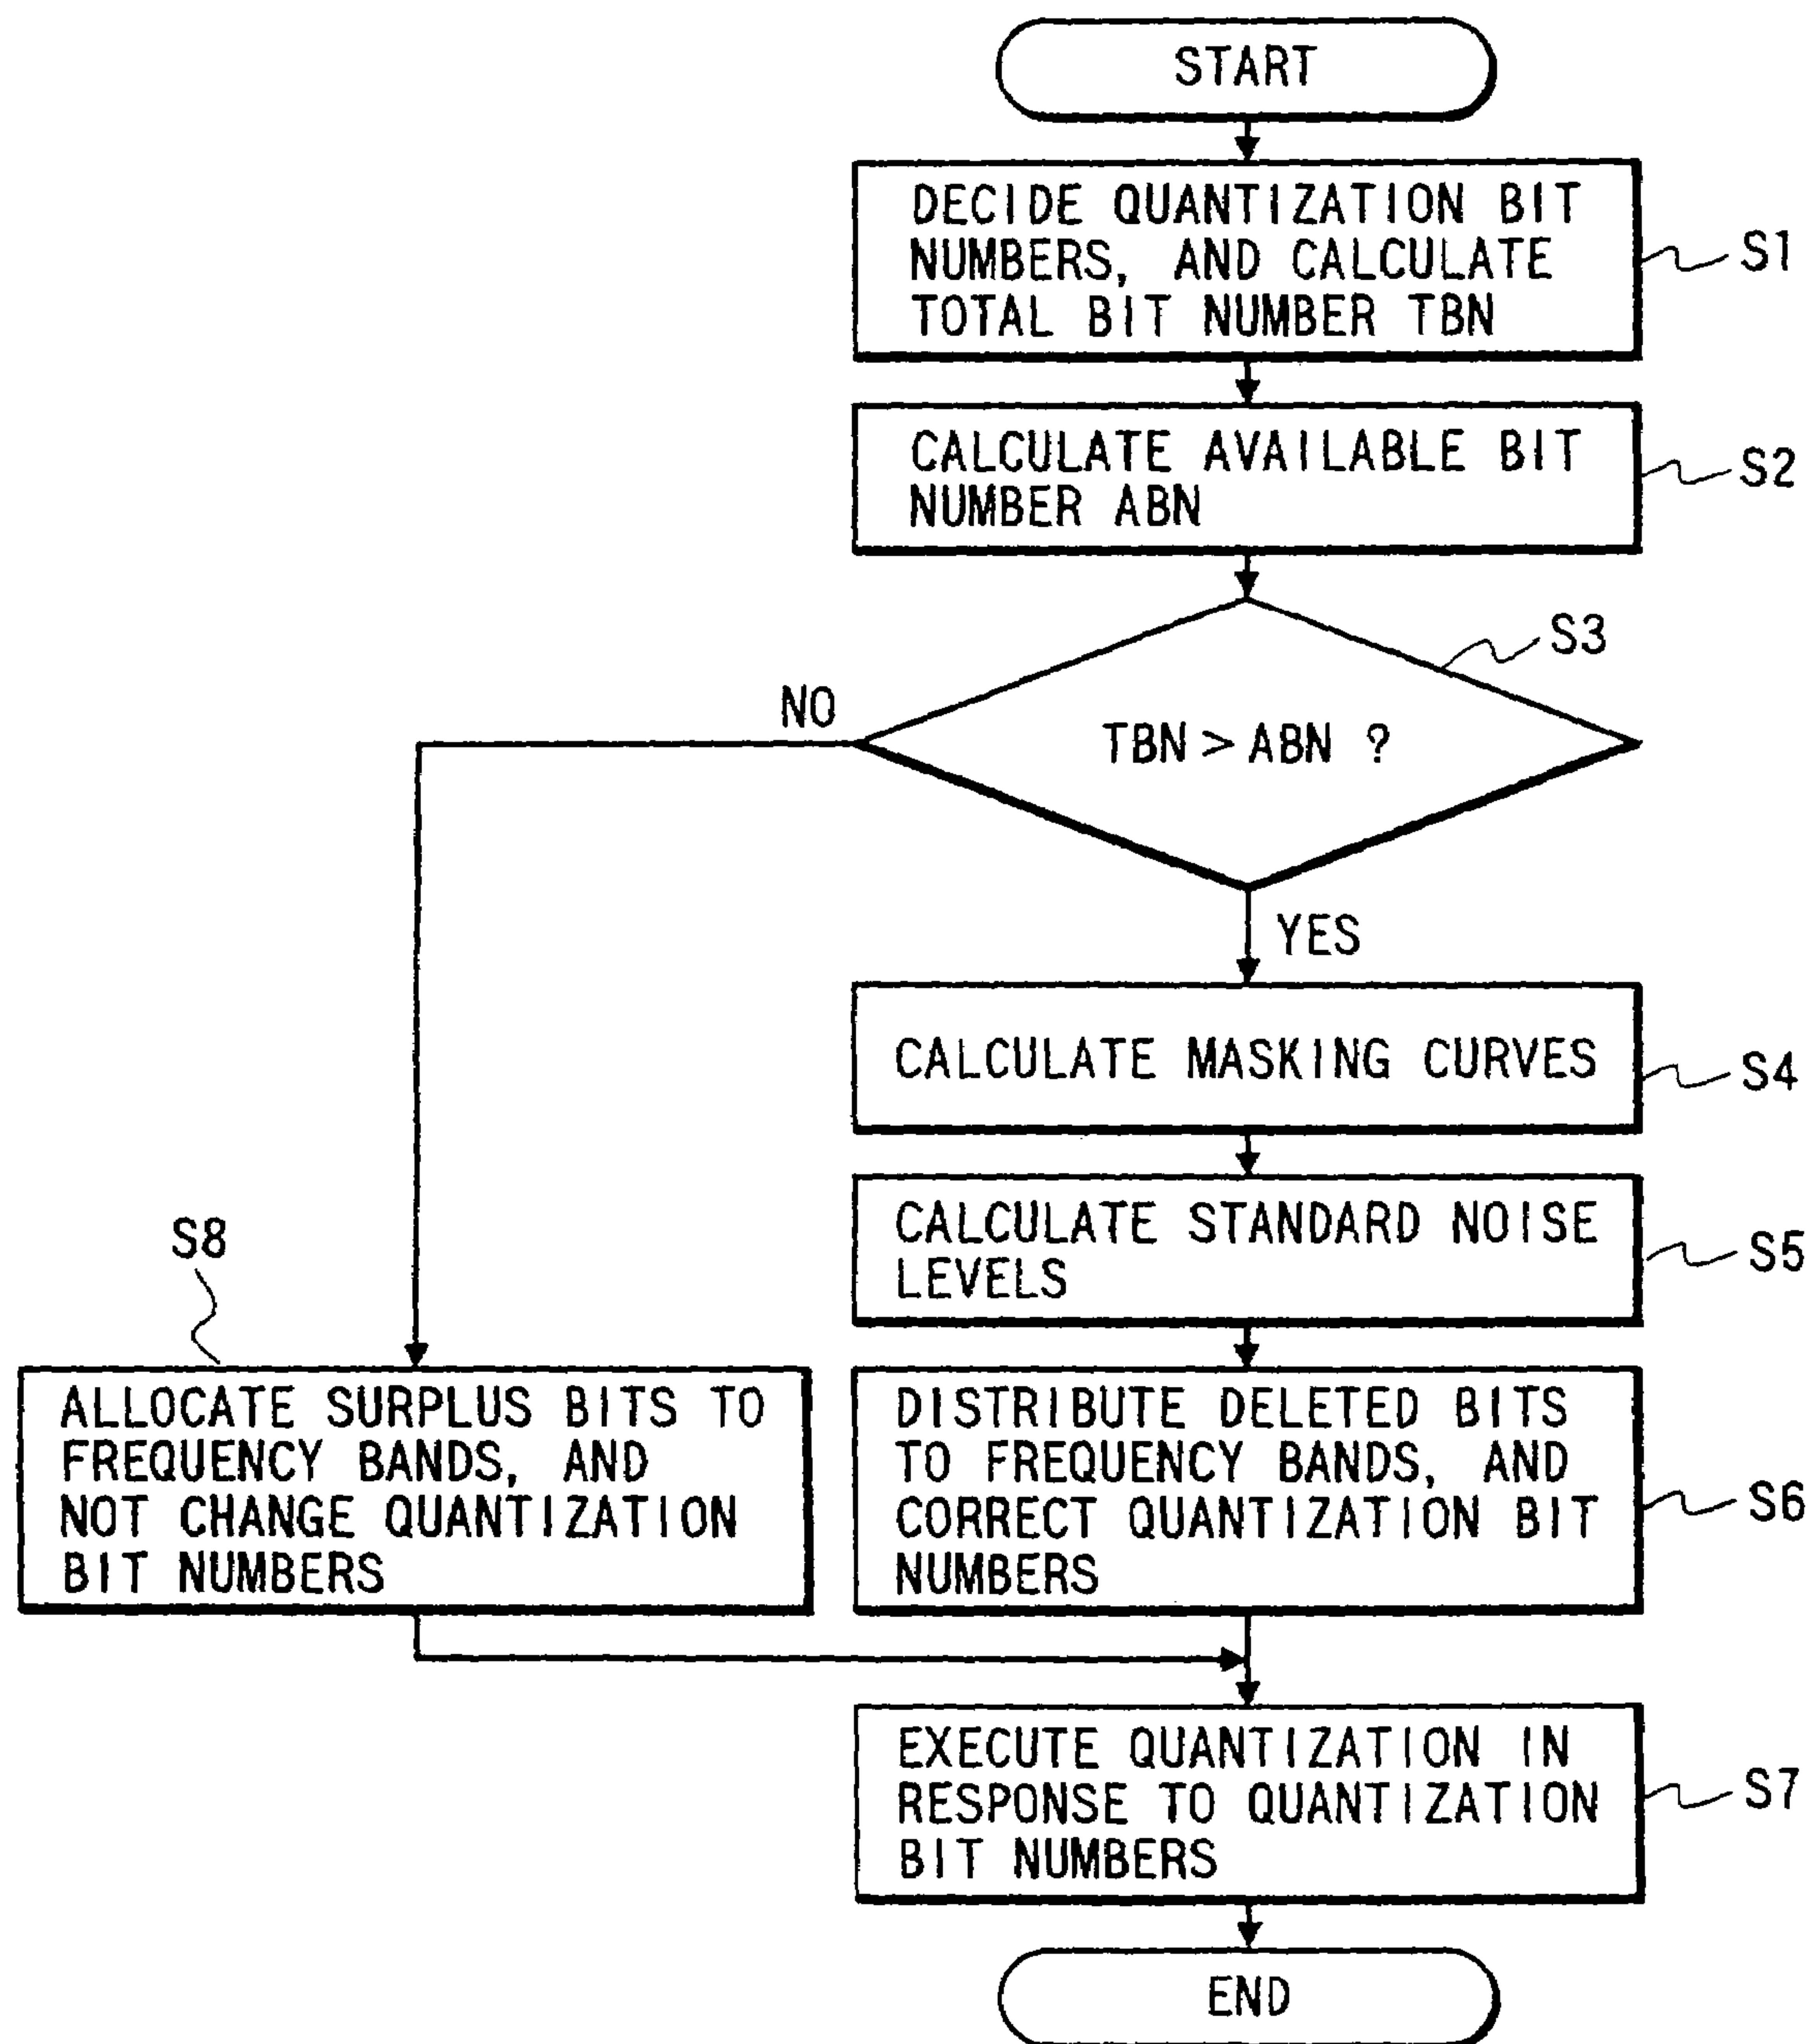 START
DECIDE QUANTIZATION BIT
NUMBERS, AND CALCULATE
TOTAL BIT NUMBER TBN
S1
CALCULATE AVAILABLE BIT
NUMBER ABN
S2
S3
NO
TBN > ABN ?
YES
CALCULATE MASKING CURVES
S4
CALCULATE STANDARD NOISE
LEVELS
S5
S8
ALLOCATE SURPLUS BITS TO
FREQUENCY BANDS, AND
NOT CHANGE QUANTIZATION
BIT NUMBERS
DISTRIBUTE DELETED BITS
TO FREQUENCY BANDS, AND
CORRECT QUANTIZATION BIT
NUMBERS
S6
EXECUTE QUANTIZATION IN
RESPONSE TO QUANTIZATION
BIT NUMBERS
S7
END